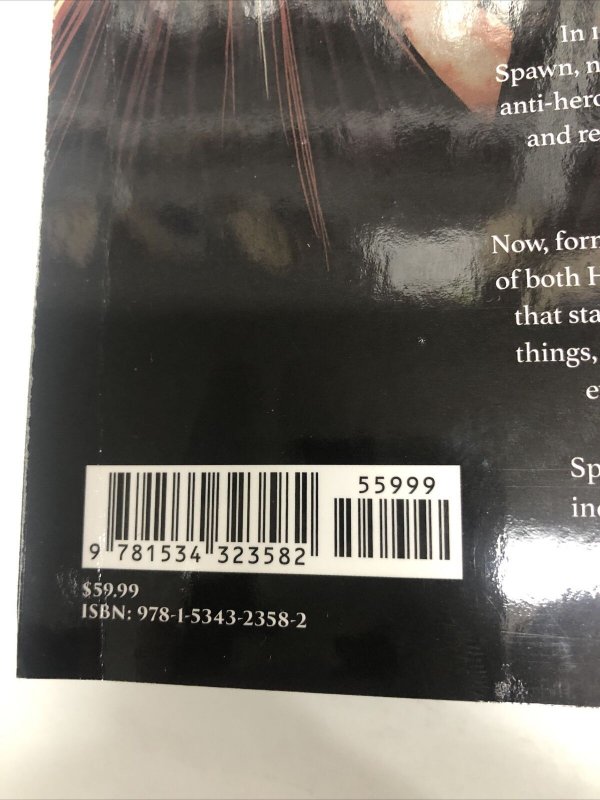 In 1
Spawn, n
anti-hero
and re
Now, form
of both H
that sta
things,
e
Sp
inc
55999
9 781534 323582
$59.99
ISBN: 978-1-5343-2358-2